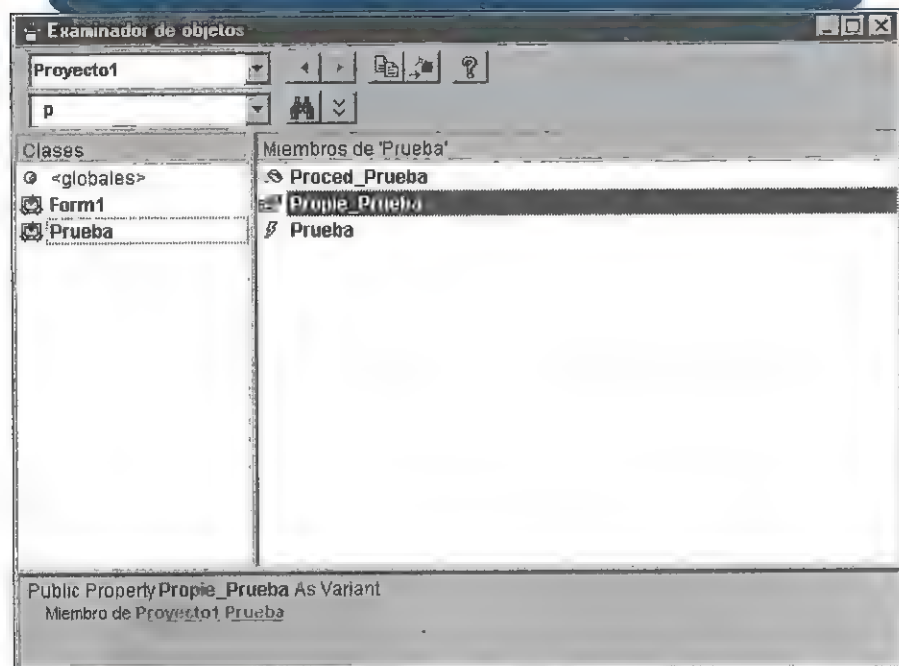 Examinador de objetos
Proyecto1
p
Clases
Miembros de 'Prueba'
<globales>
Form1
Prueba
Proced_Prueba
Propie_Prueba
Prueba
Public Property Propie_Prueba As Variant
Miembro de Proyecto1 Prueba